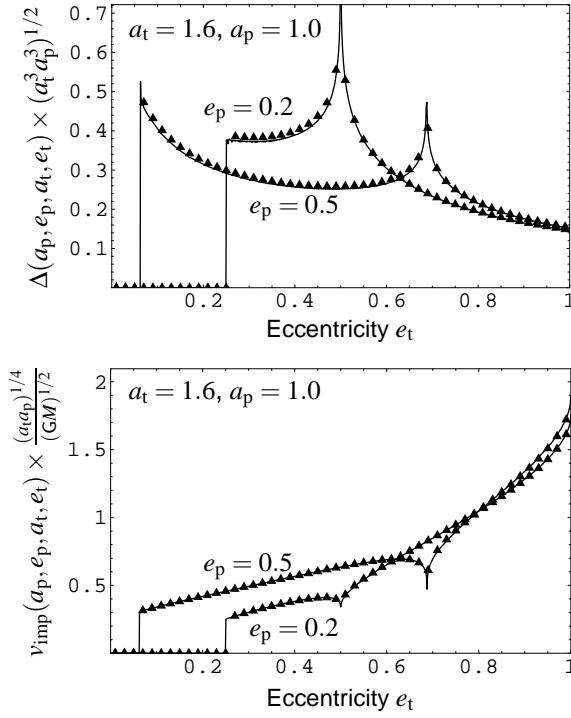 Δ(a_p, e_p, a_t, e_t) × (a_t^3 a_p^3)^{1/2}
0.7
0.6
0.5
0.4
0.3
0.2
0.1
a_t = 1.6, a_p = 1.0
e_p = 0.2
e_p = 0.5
0.2 0.4 0.6 0.8 1
Eccentricity e_t
v_imp(a_p, e_p, a_t, e_t) × (a_t a_p)^{1/4} / (GM)^{1/2}
2
1.5
1
0.5
a_t = 1.6, a_p = 1.0
e_p = 0.5
e_p = 0.2
0.2 0.4 0.6 0.8 1
Eccentricity e_t